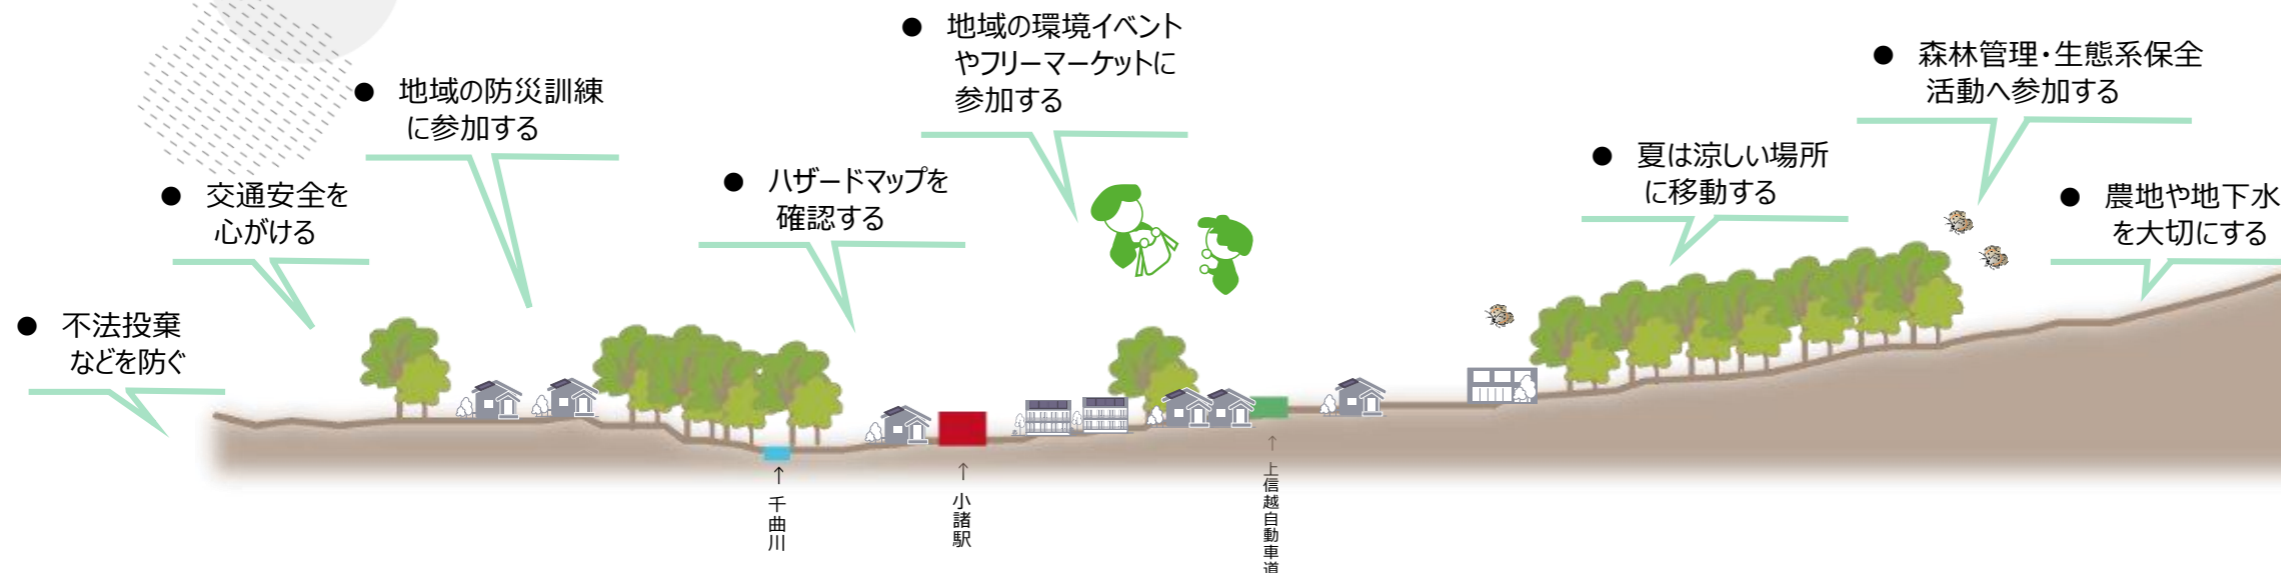 ● 不法投棄
などを防ぐ
● 交通安全を
心がける
● 地域の防災訓練
に参加する
● ハザードマップを
確認する
● 地域の環境イベント
やフリーマーケットに
参加する
● 夏は涼しい場所
に移動する
● 森林管理・生態系保全
活動へ参加する
● 農地や地下水
を大切にする
↑千曲川
↑小諸駅
↑上信越自動車道